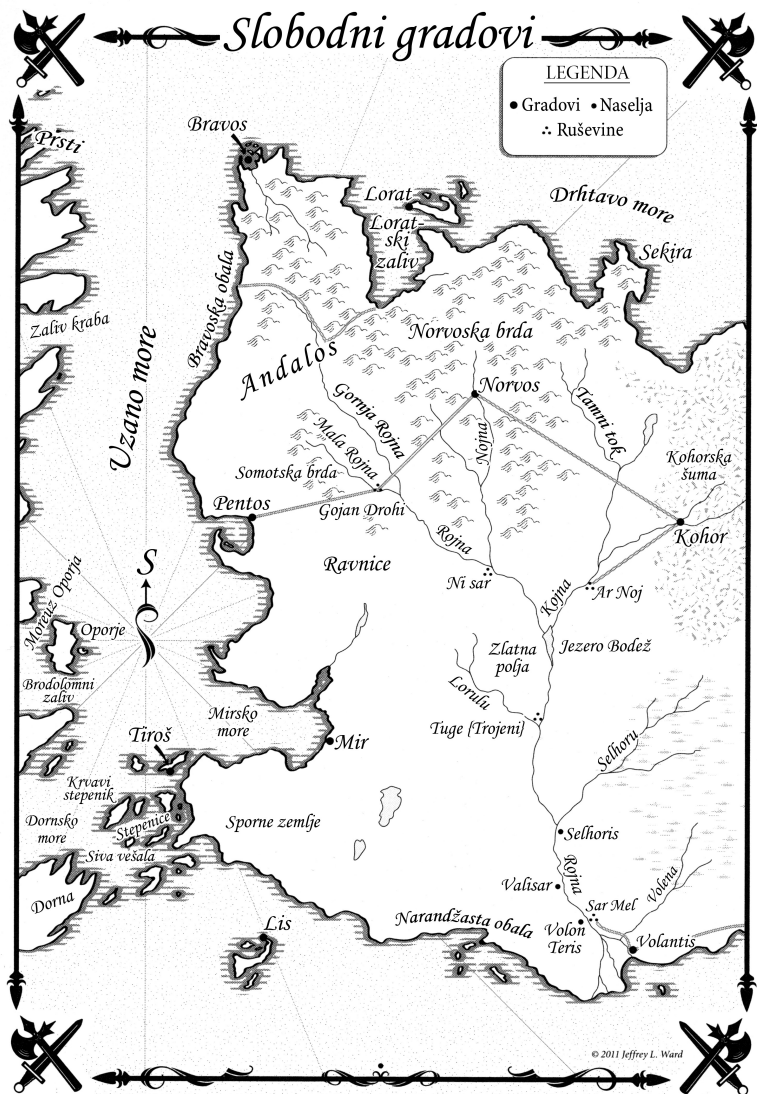 Slobodni gradovi
LEGENDA
Gradovi Naselja
Ruševine
Prsti
Bravos
Lorat
Lorat-
ski
zaliv
Drhtavo more
Sekira
Zaliv kraba
Uzano more
Bravoska obala
Andalos
Norvoska brda
Gornja Rojna
Norvos
Tamni tok
Mala Rojna
Nojna
Somotska brda
Kohorska
šuma
Pentos
Gojan Drohi
Kohor
Rojna
Ravnice
S
Ni sar
Kojna
Ar Noj
Moreuz Oporja
Oporje
Zlatna
polja
Jezero Bodež
Brodolomni
zaliv
Lorulu
Mirsko
more
Tuge [Trojeni]
Tiroš
Mir
Selhoru
Krvavi
stepenik
Dornsko
more
Stepenice
Sporne zemlje
Selhoris
Siva vešala
Rojna
Volena
Dorna
Valisar
Sar Mel
Lis
Narandžasta obala
Volon
Teris
Volantis
© 2011 Jeffrey L. Ward